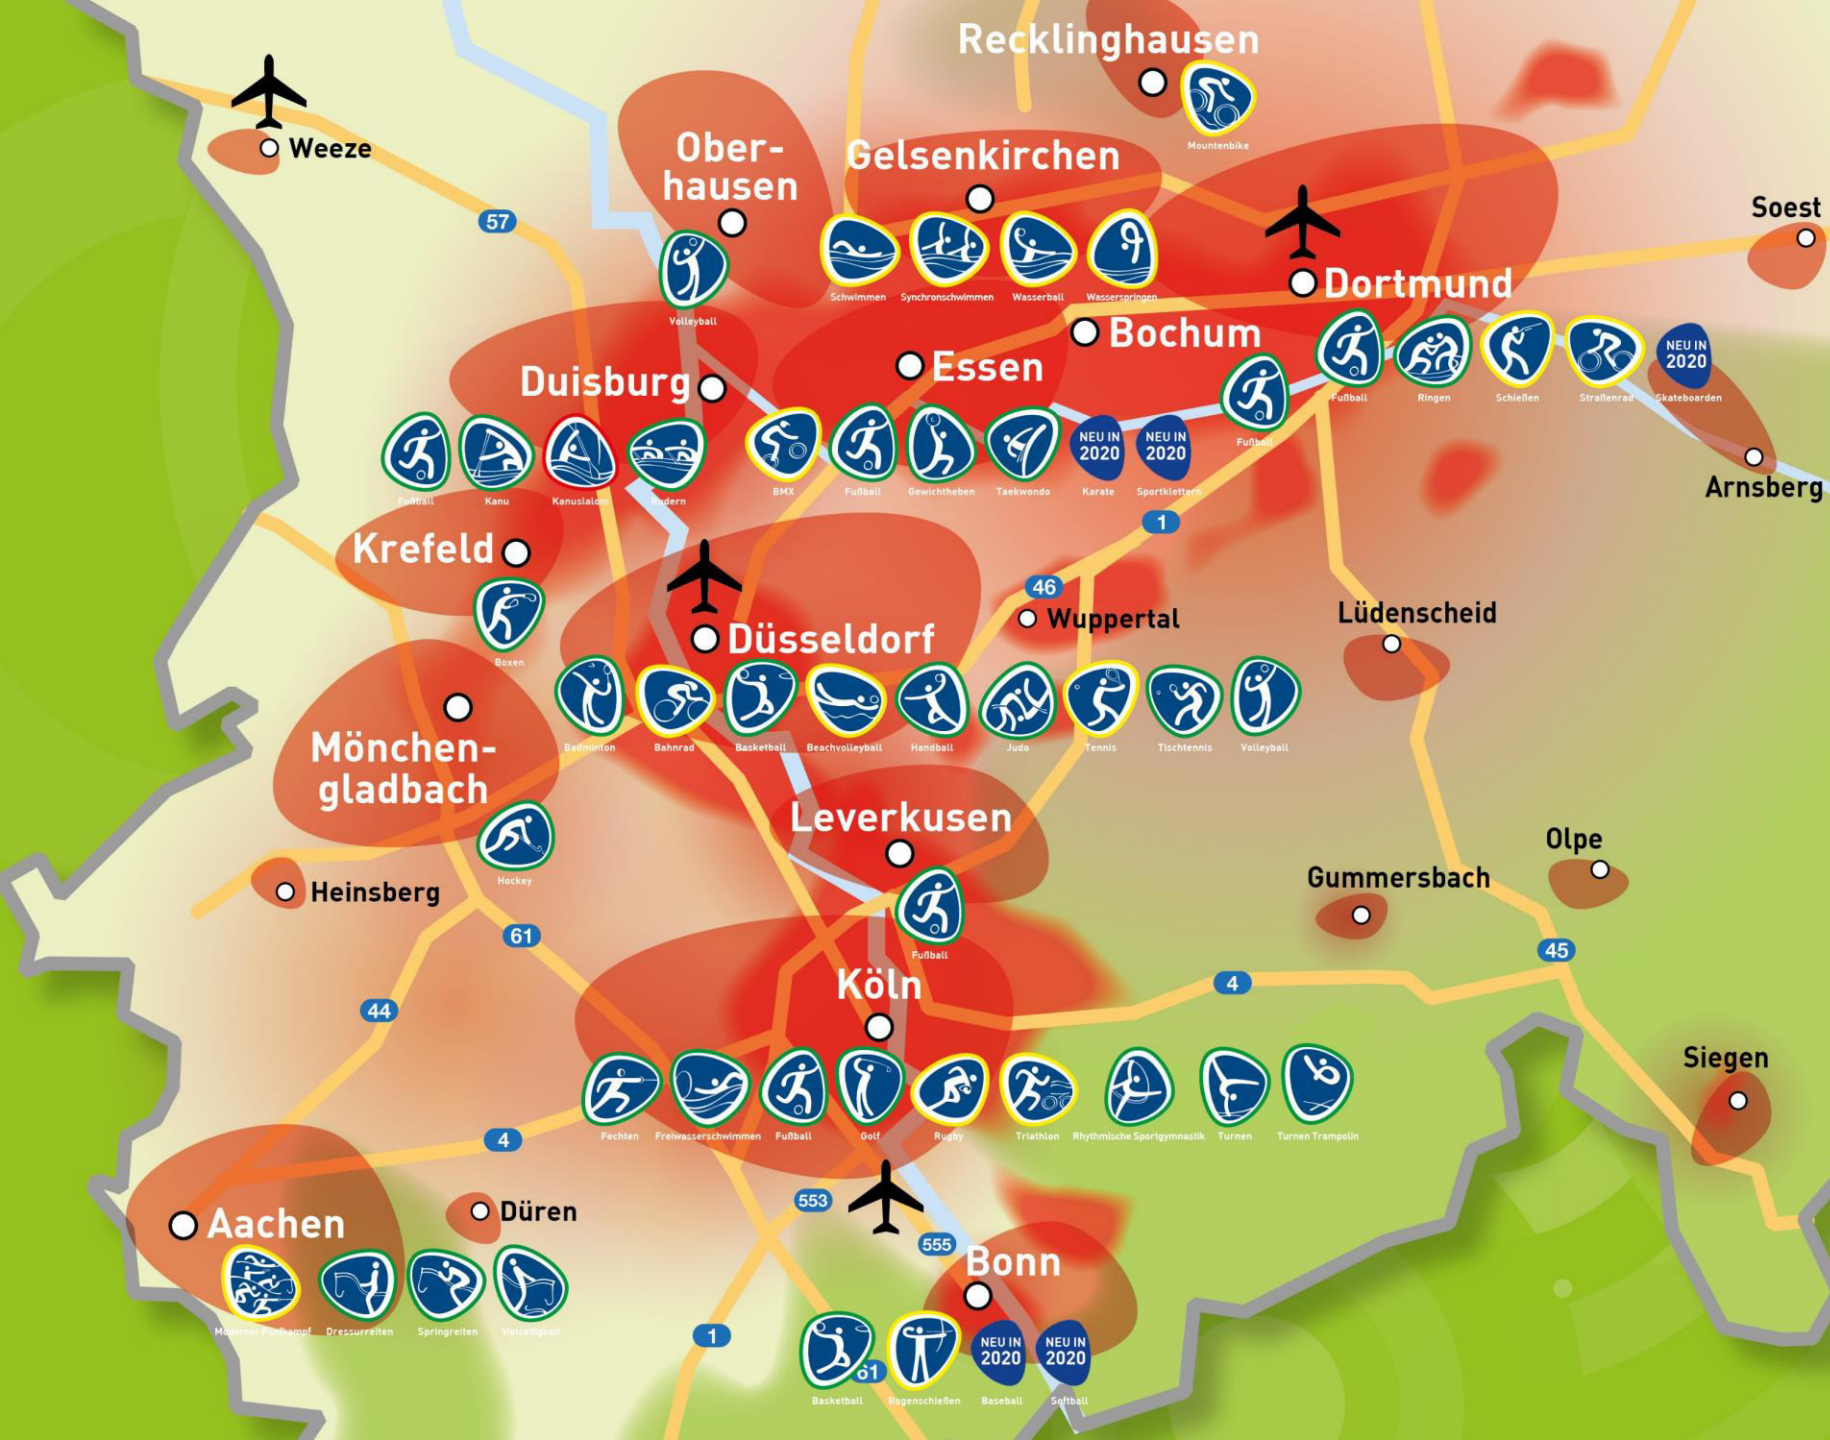 Recklinghausen
Mountenbike
Weeze
Ober-
hausen
Gelsenkirchen
57
Soest
Volleyball
Schwimmen
Synchronschwimmen
Wasserball
Wasserspringen
Dortmund
Bochum
Duisburg
Essen
NEU IN
2020
Fußball
Ringen
Schießen
Straßenrad
Skateboarden
Fußball
Arnsberg
NEU IN
2020
NEU IN
2020
Fußball
Kanu
Kanuslalom
Rudern
BMX
Fußball
Gewichtheben
Taekwondo
Karate
Sportklettern
1
Krefeld
Boxen
46
Wuppertal
Lüdenscheid
Düsseldorf
Badminton
Bahnrad
Basketball
Beachvolleyball
Handball
Judo
Tennis
Tischtennis
Volleyball
Mönchen-
gladbach
Hockey
Leverkusen
Fußball
Olpe
Gummersbach
Heinsberg
61
45
44
4
Köln
Fechten
Freiwasserschwimmen
Fußball
Golf
Rugby
Triathlon
Rhythmische Sportgymnastik
Turnen
Turnen Trampolin
Siegen
4
553
555
Aachen
Düren
Moderner Fünfkampf
Dressurreiten
Springreiten
Vielseitigkeit
Bonn
1
61
NEU IN
2020
NEU IN
2020
Basketball
Bogenschießen
Baseball
Softball